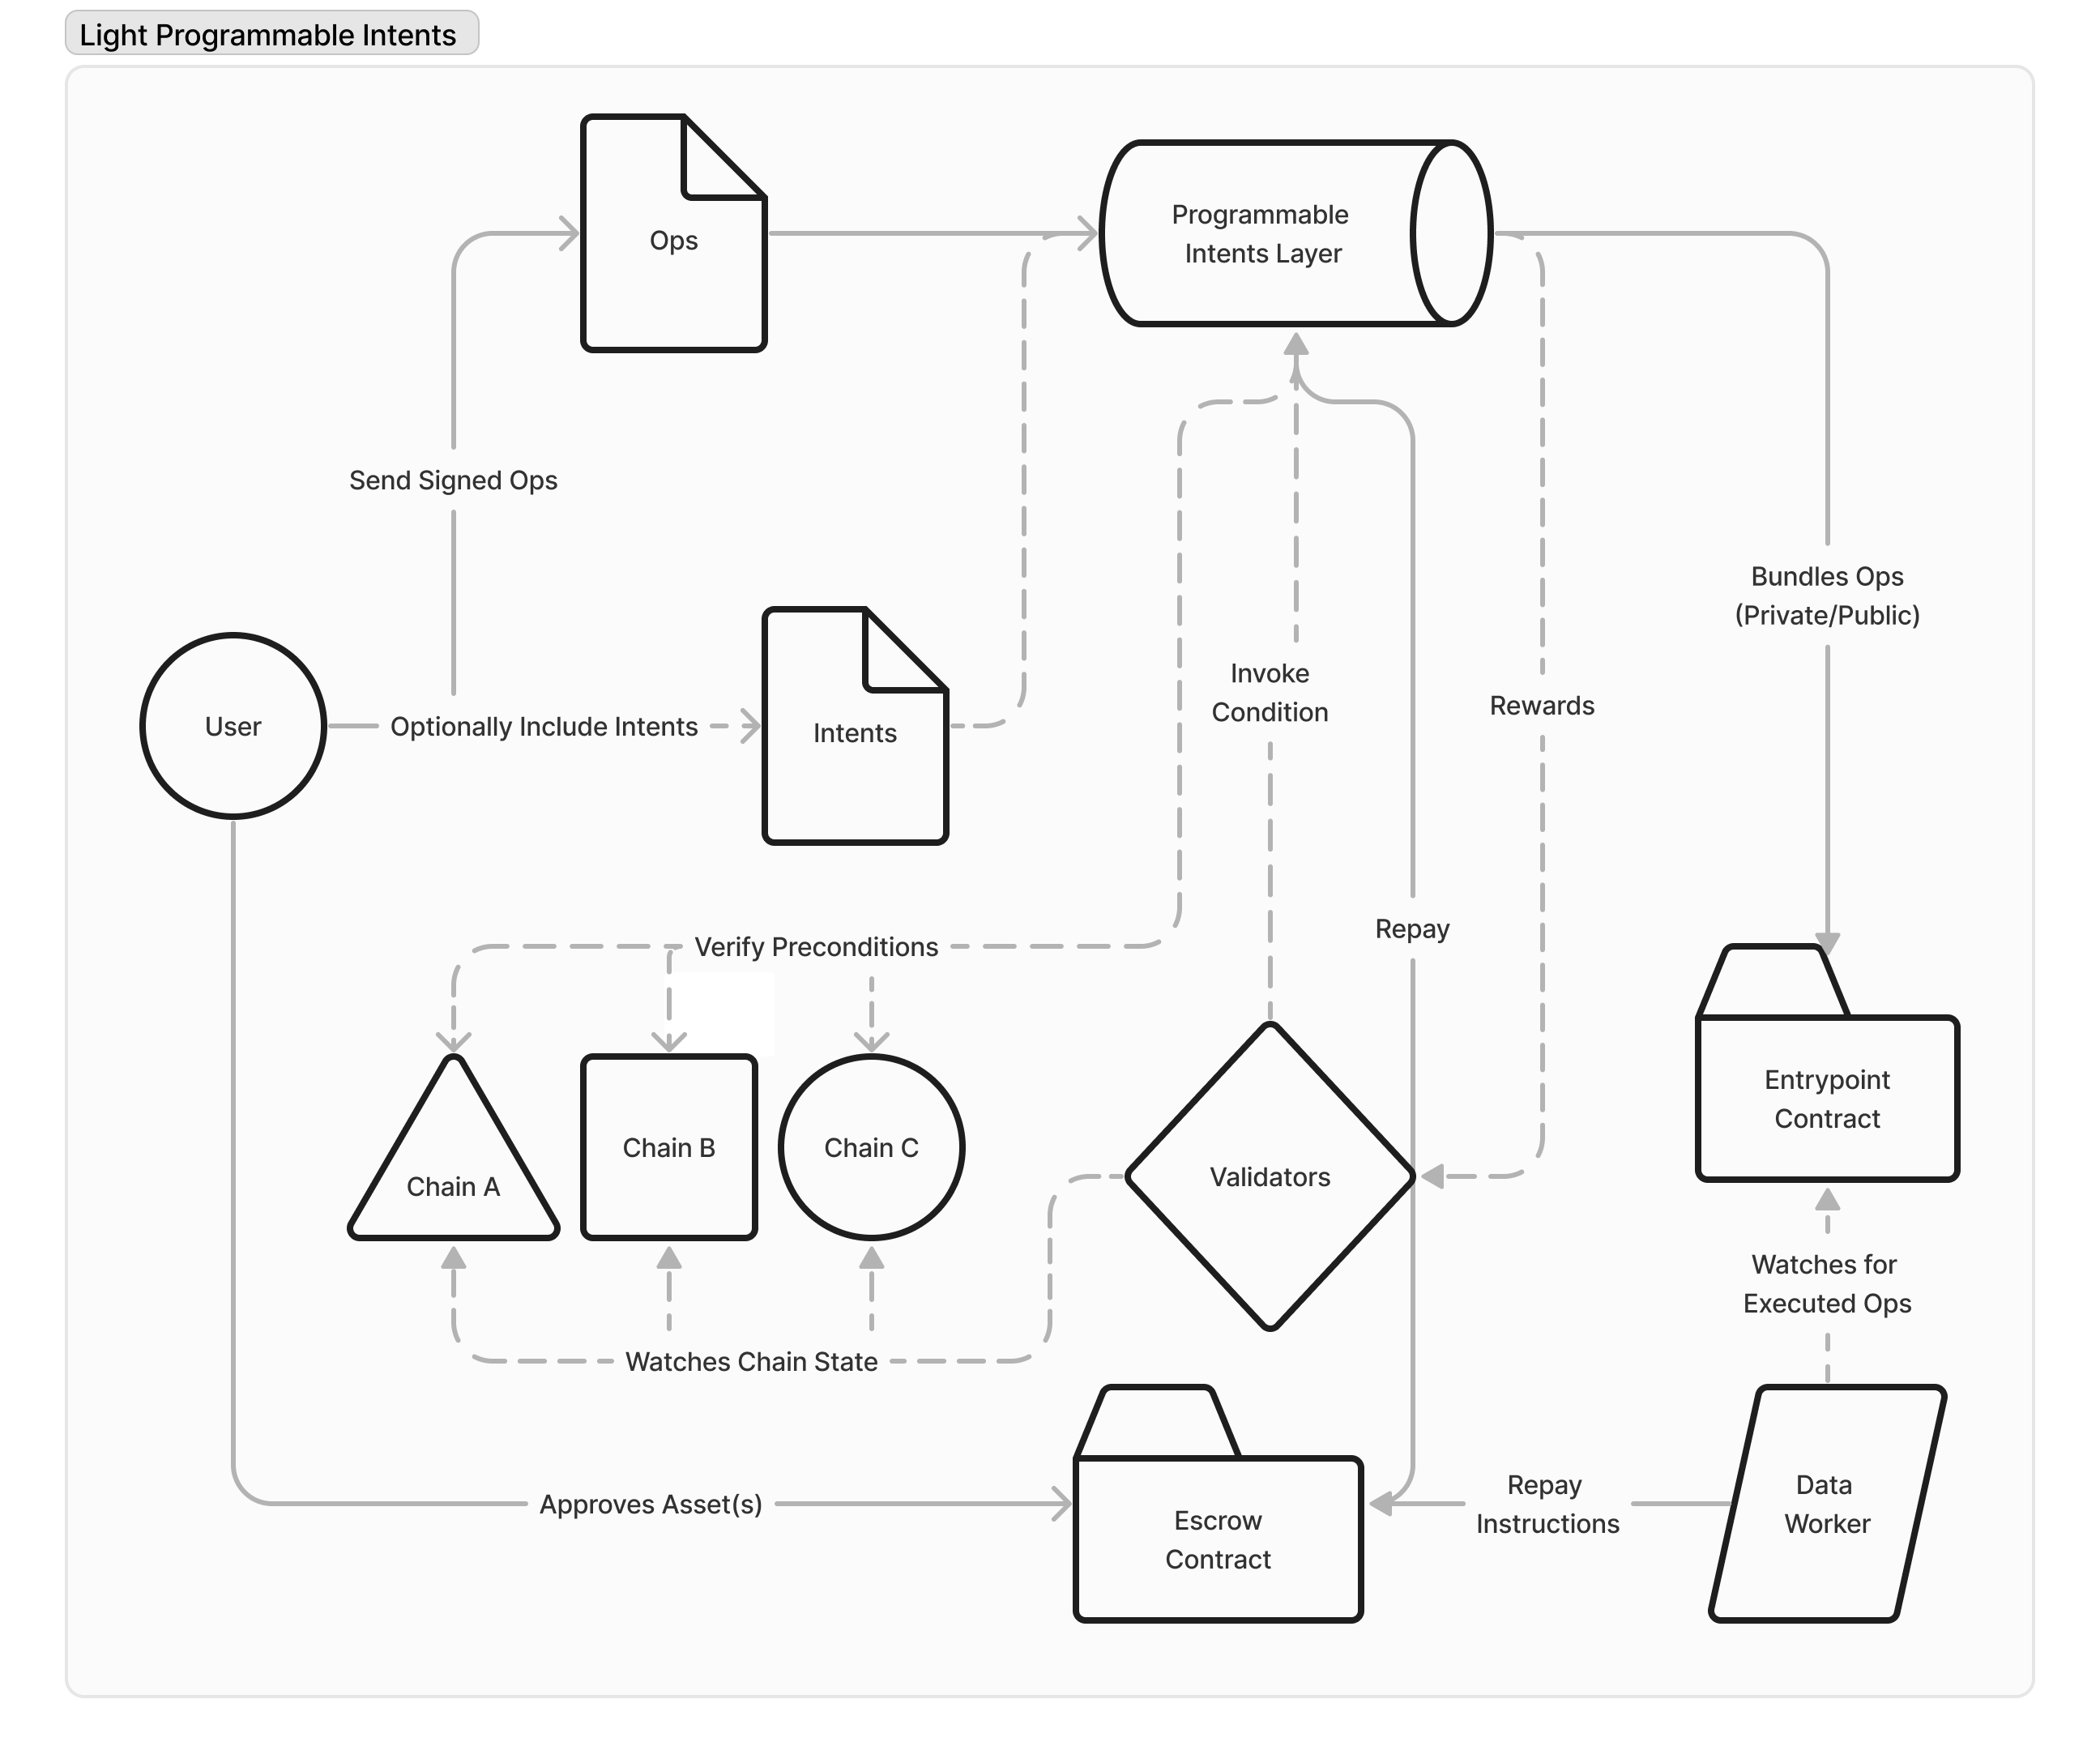 Light Programmable Intents
Ops
Programmable
Intents Layer
Send Signed Ops
Bundles Ops
(Private/Public)
User
Optionally Include Intents
Intents
Invoke
Condition
Rewards
Verify Preconditions
Repay
Chain A
Chain B
Chain C
Validators
Entrypoint
Contract
Watches for
Executed Ops
Watches Chain State
Approves Asset(s)
Escrow
Contract
Repay
Instructions
Data
Worker